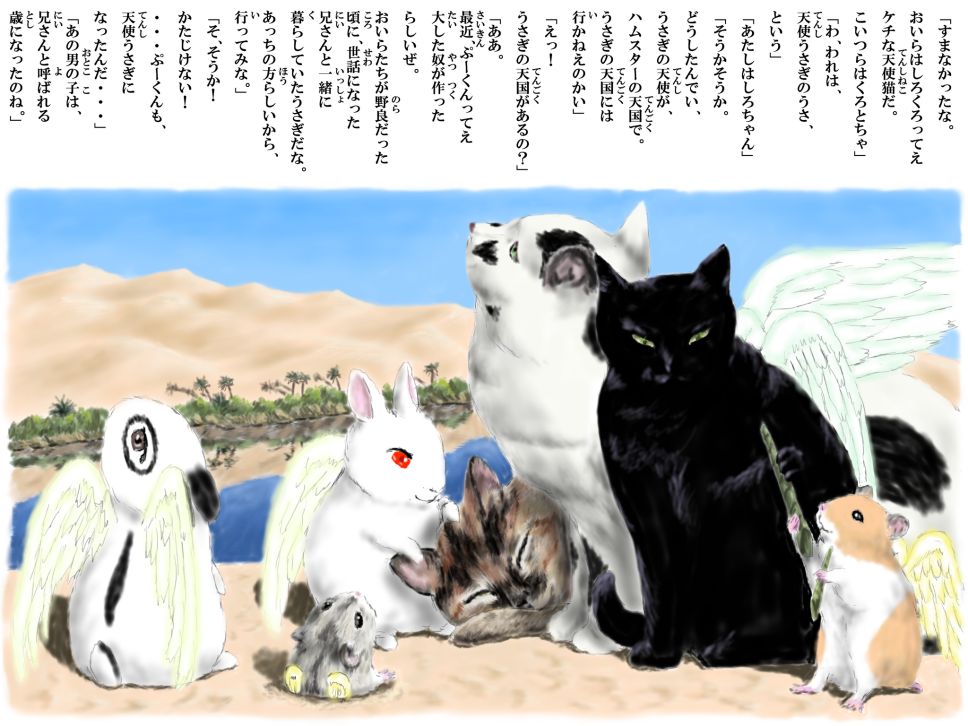 「すまなかったな。
おいらはしろくろってえ
ケチな天使猫だ。
こいつらはくろとちゃ」
「わ、われは、
天使うさぎのうさ、
という」
「あたしはしろちゃん」
「そうかそうか。
どうしたんでい、
うさぎの天使が、
ハムスターの天国で。
うさぎの天国には
行かねえのかい」
「えっ！
うさぎの天国があるの？」
「ああ。
最近、ぷーくんってえ
大した奴が作った
らしいぜ。
おいらたちが野良だった
頃に、世話になった
兄さんと一緒に
暮らしていたうさぎだな。
あっちの方らしいから、
行ってみな。」
「そ、そうか！
かたじけない！
・・・ぷーくんも、
天使うさぎに
なったんだ・・・」
「あの男の子は、
兄さんと呼ばれる
歳になったのね。」